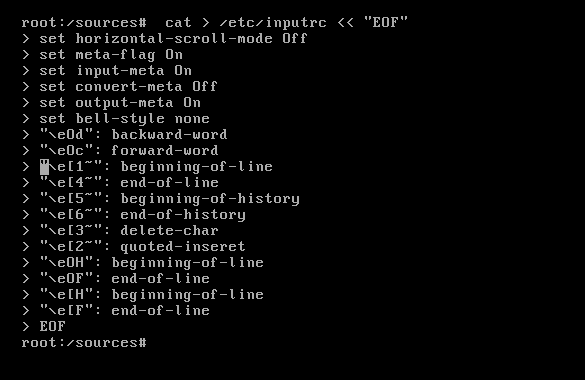 root:/sources#  cat > /etc/inputrc << "EOF"
> set horizontal-scroll-mode Off
> set meta-flag On
> set input-meta On
> set convert-meta Off
> set output-meta On
> set bell-style none
> "\eOd": backward-word
> "\eOc": forward-word
> "\e[1~": beginning-of-line
> "\e[4~": end-of-line
> "\e[5~": beginning-of-history
> "\e[6~": end-of-history
> "\e[3~": delete-char
> "\e[2~": quoted-inseret
> "\eOH": beginning-of-line
> "\eOF": end-of-line
> "\e[H": beginning-of-line
> "\e[F": end-of-line
> EOF
root:/sources#